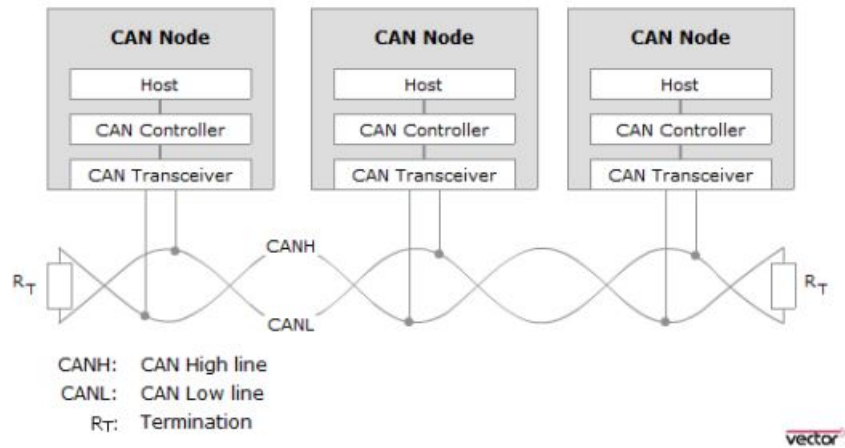 CAN Node CAN Node CAN Node
Host Host Host
CAN Controller CAN Controller CAN Controller
CAN Transceiver CAN Transceiver CAN Transceiver
CANH
RT RT
CANL
CANH: CAN High line
CANL: CAN Low line
RT: Termination
vector